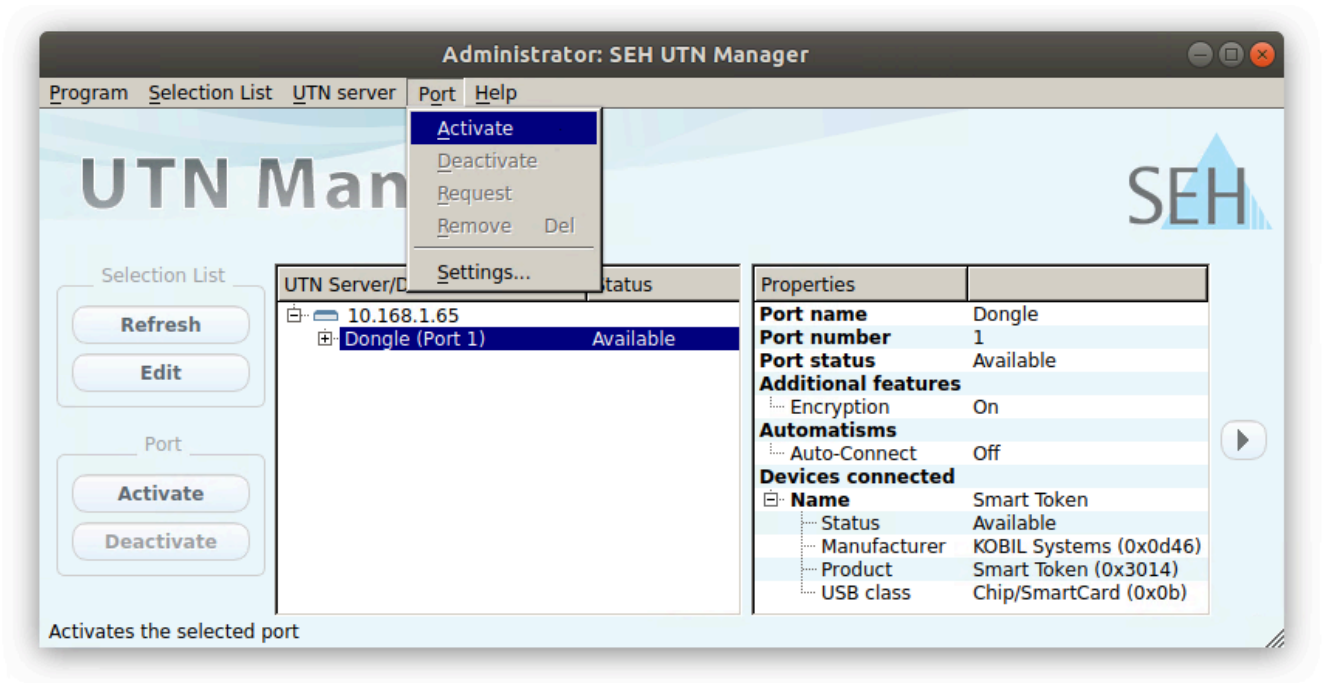 Administrator: SEH UTN Manager
Program Selection List UTN server Port Help
Activate
Deactivate
Request
Remove Del
Settings...
UTN Man
SEH
Selection List
Refresh
Edit
Port
Activate
Deactivate
UTN Server/D tatus
10.168.1.65
Dongle (Port 1) Available
Properties
Port name Dongle
Port number 1
Port status Available
Additional features
Encryption On
Automatisms
Auto-Connect Off
Devices connected
Name Smart Token
Status Available
Manufacturer KOBIL Systems (0x0d46)
Product Smart Token (0x3014)
USB class Chip/SmartCard (0x0b)
Activates the selected port